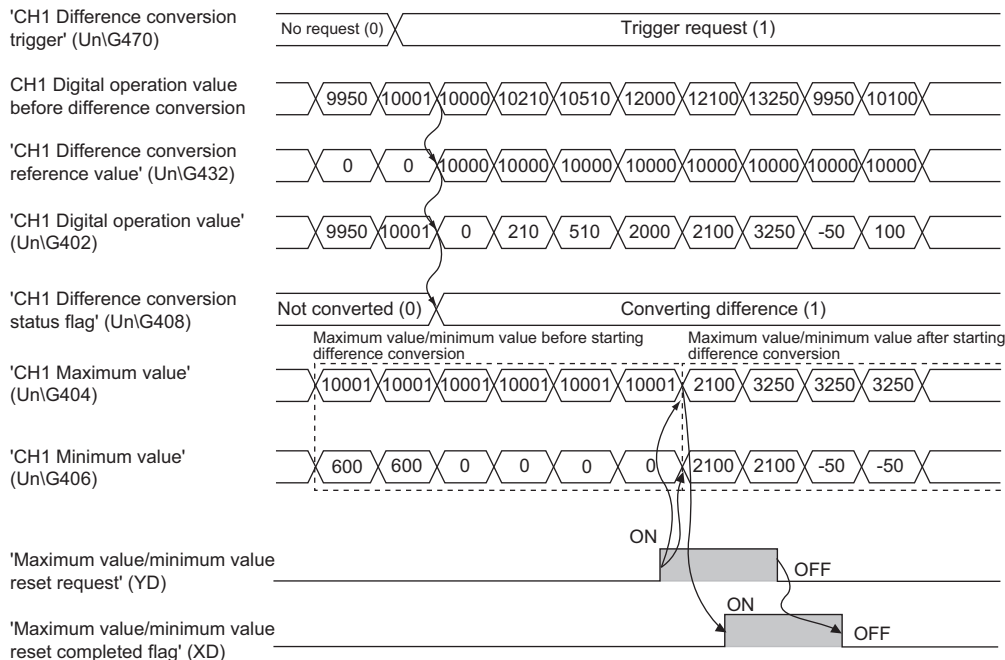 'CH1 Difference conversion
trigger' (Un\G470)
No request (0)
Trigger request (1)
CH1 Digital operation value
before difference conversion
9950 10001 10000 10210 10510 12000 12100 13250 9950 10100
'CH1 Difference conversion
reference value' (Un\G432)
0 0 10000 10000 10000 10000 10000 10000 10000 10000
'CH1 Digital operation value'
(Un\G402)
9950 10001 0 210 510 2000 2100 3250 -50 100
'CH1 Difference conversion
status flag' (Un\G408)
Not converted (0)
Converting difference (1)
Maximum value/minimum value before starting
difference conversion
Maximum value/minimum value after starting
difference conversion
'CH1 Maximum value'
(Un\G404)
10001 10001 10001 10001 10001 10001 2100 3250 3250 3250
'CH1 Minimum value'
(Un\G406)
600 600 0 0 0 0 2100 2100 -50 -50
ON
'Maximum value/minimum value
reset request' (YD)
OFF
ON
'Maximum value/minimum value
reset completed flag' (XD)
OFF